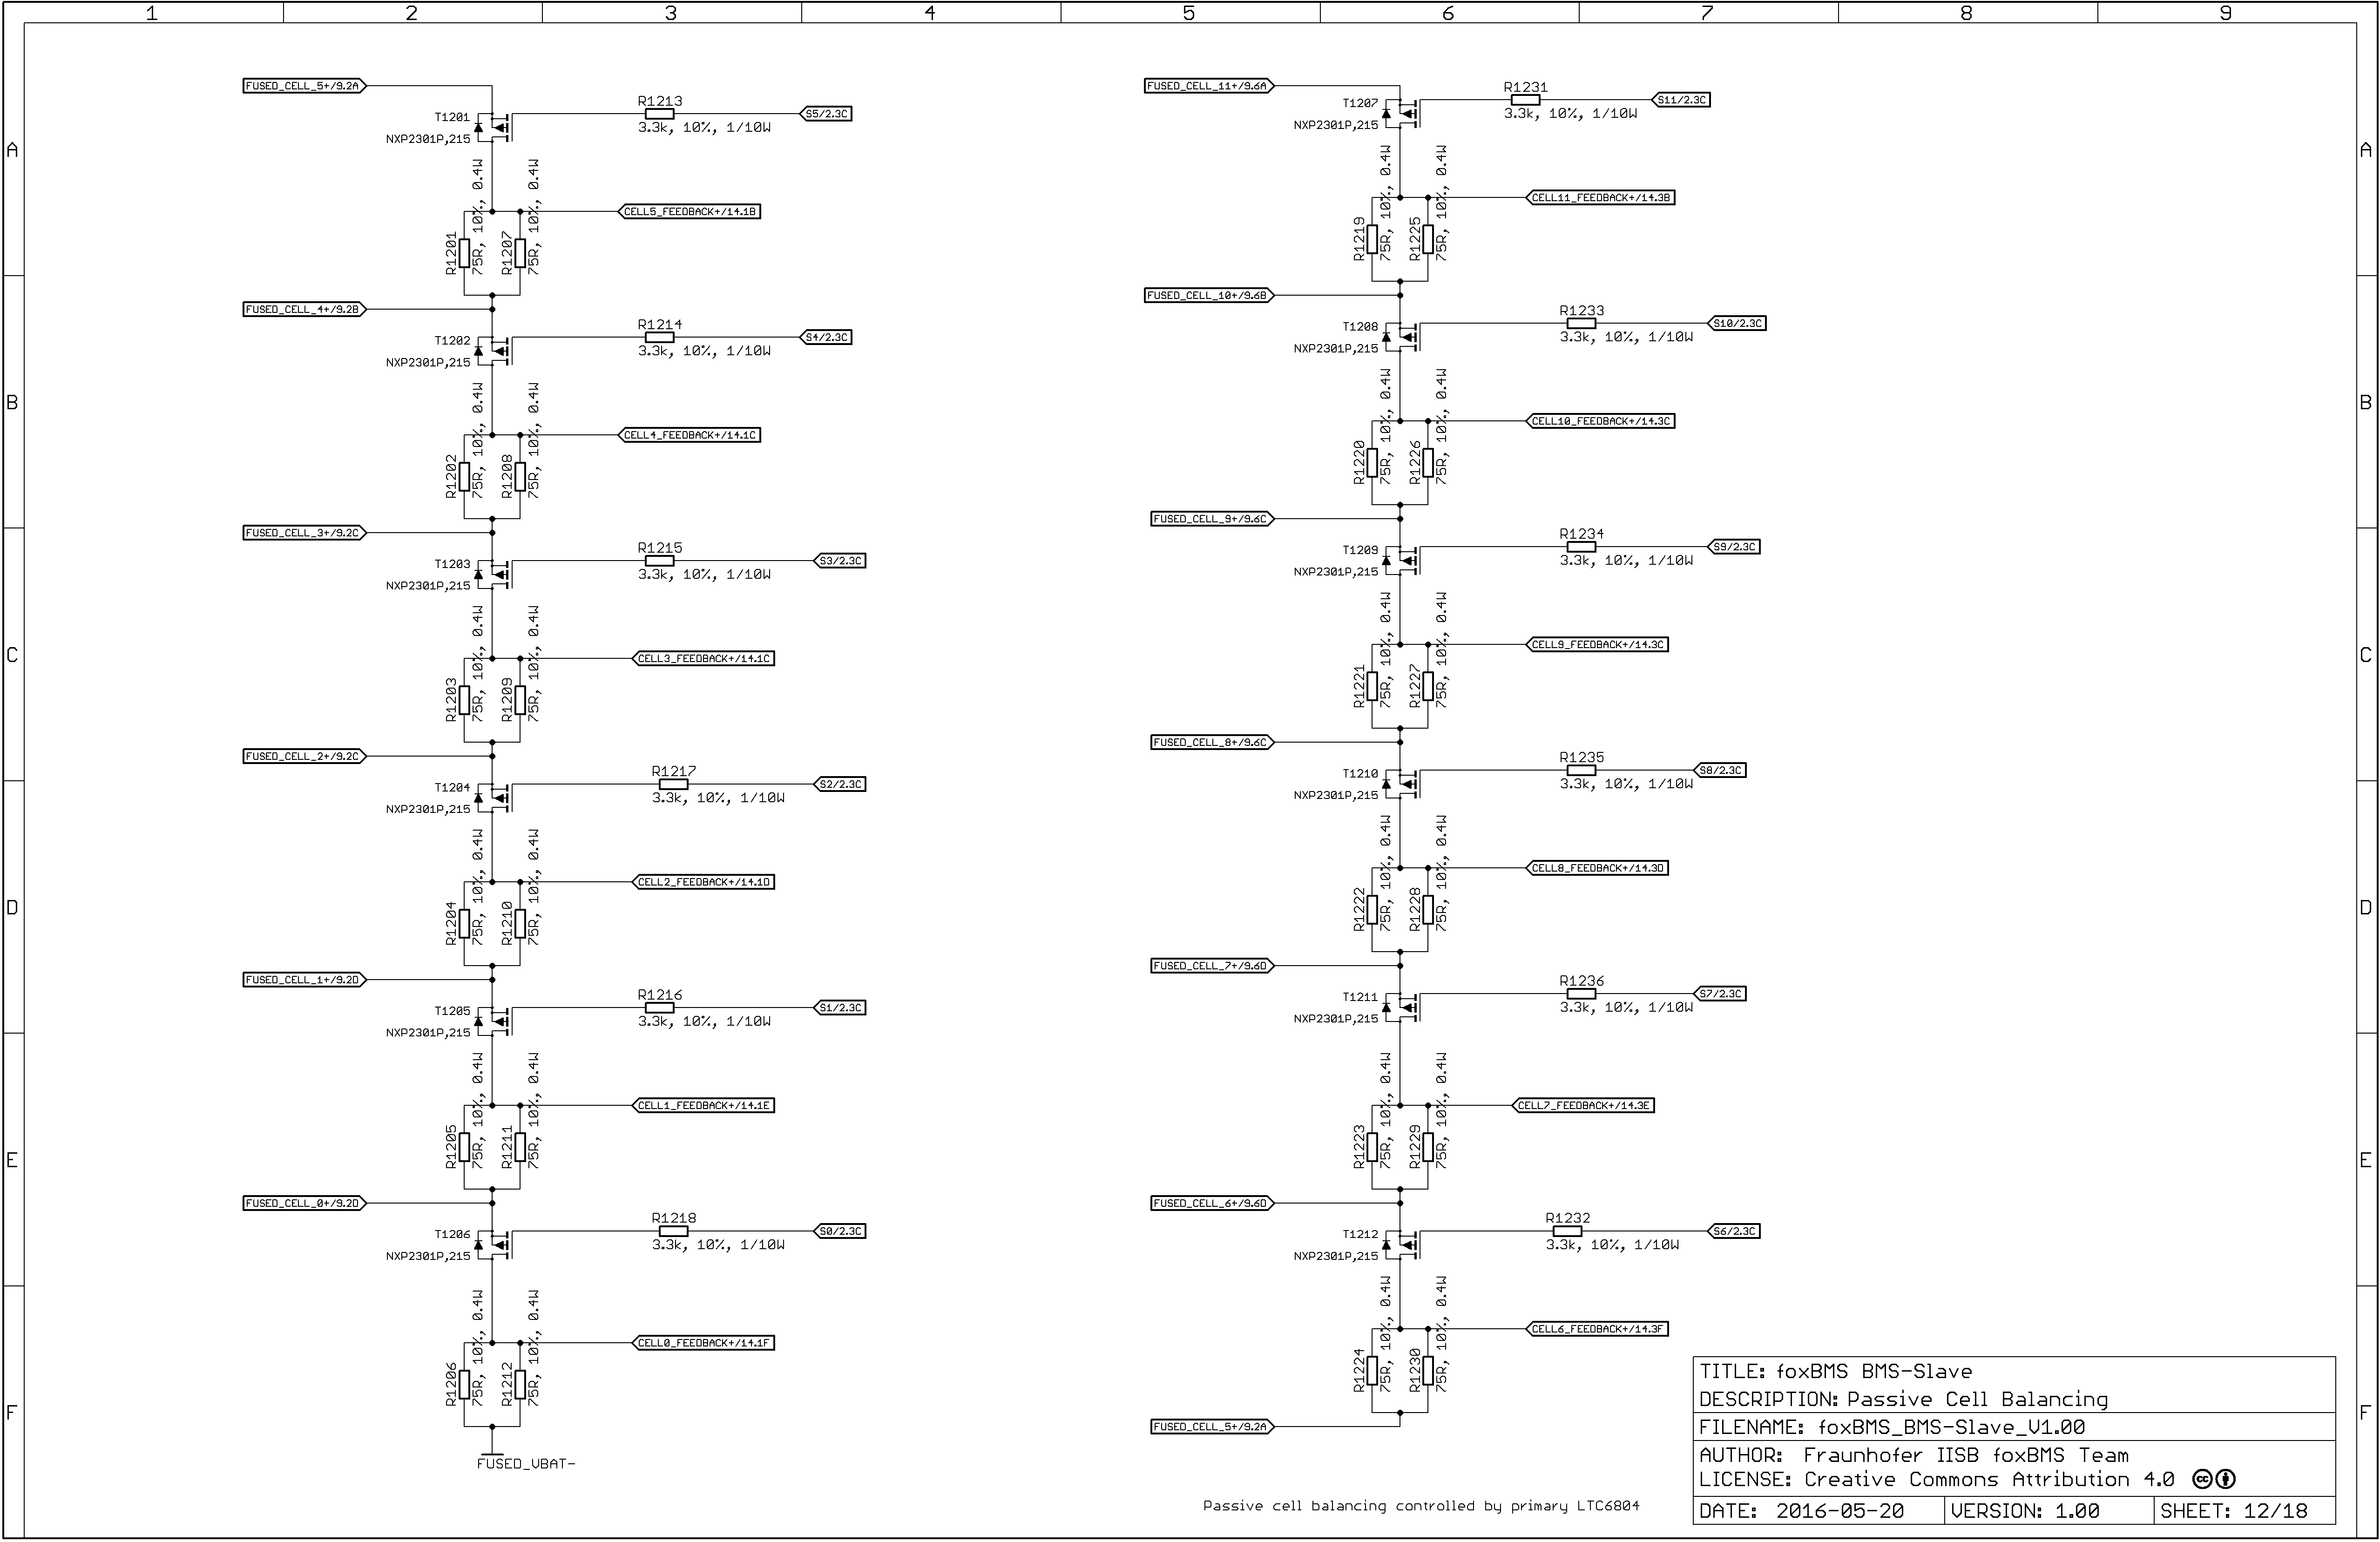 1 2 3 4 5 6 7 8 9
A
B
C
D
E
F
A
B
C
D
E
F
FUSED_CELL_5+/9.2A
T1201
NXP2301P,215
R1213
3.3k, 10%, 1/10W
S5/2.3C
CELL5_FEEDBACK+/14.1B
R1201
75R, 10%, 0.4W
R1207
75R, 10%, 0.4W
FUSED_CELL_4+/9.2B
T1202
NXP2301P,215
R1214
3.3k, 10%, 1/10W
S4/2.3C
CELL4_FEEDBACK+/14.1C
R1202
75R, 10%, 0.4W
R1208
75R, 10%, 0.4W
FUSED_CELL_3+/9.2C
T1203
NXP2301P,215
R1215
3.3k, 10%, 1/10W
S3/2.3C
CELL3_FEEDBACK+/14.1C
R1203
75R, 10%, 0.4W
R1209
75R, 10%, 0.4W
FUSED_CELL_2+/9.2C
T1204
NXP2301P,215
R1217
3.3k, 10%, 1/10W
S2/2.3C
CELL2_FEEDBACK+/14.1D
R1204
75R, 10%, 0.4W
R1210
75R, 10%, 0.4W
FUSED_CELL_1+/9.2D
T1205
NXP2301P,215
R1216
3.3k, 10%, 1/10W
S1/2.3C
CELL1_FEEDBACK+/14.1E
R1205
75R, 10%, 0.4W
R1211
75R, 10%, 0.4W
FUSED_CELL_0+/9.2D
T1206
NXP2301P,215
R1218
3.3k, 10%, 1/10W
S0/2.3C
CELL0_FEEDBACK+/14.1F
R1206
75R, 10%, 0.4W
R1212
75R, 10%, 0.4W
FUSED_VBAT-
FUSED_CELL_11+/9.6A
T1207
NXP2301P,215
R1231
3.3k, 10%, 1/10W
S11/2.3C
CELL11_FEEDBACK+/14.3B
R1219
75R, 10%, 0.4W
R1225
75R, 10%, 0.4W
FUSED_CELL_10+/9.6B
T1208
NXP2301P,215
R1233
3.3k, 10%, 1/10W
S10/2.3C
CELL10_FEEDBACK+/14.3C
R1220
75R, 10%, 0.4W
R1226
75R, 10%, 0.4W
FUSED_CELL_9+/9.6C
T1209
NXP2301P,215
R1234
3.3k, 10%, 1/10W
S9/2.3C
CELL9_FEEDBACK+/14.3C
R1221
75R, 10%, 0.4W
R1227
75R, 10%, 0.4W
FUSED_CELL_8+/9.6C
T1210
NXP2301P,215
R1235
3.3k, 10%, 1/10W
S8/2.3C
CELL8_FEEDBACK+/14.3D
R1222
75R, 10%, 0.4W
R1228
75R, 10%, 0.4W
FUSED_CELL_7+/9.6D
T1211
NXP2301P,215
R1236
3.3k, 10%, 1/10W
S7/2.3C
CELL7_FEEDBACK+/14.3E
R1223
75R, 10%, 0.4W
R1229
75R, 10%, 0.4W
FUSED_CELL_6+/9.6D
T1212
NXP2301P,215
R1232
3.3k, 10%, 1/10W
S6/2.3C
CELL6_FEEDBACK+/14.3F
R1224
75R, 10%, 0.4W
R1230
75R, 10%, 0.4W
FUSED_CELL_5+/9.2A
Passive cell balancing controlled by primary LTC6804
TITLE: foxBMS BMS-Slave
DESCRIPTION: Passive Cell Balancing
FILENAME: foxBMS_BMS-Slave_V1.00
AUTHOR: Fraunhofer IISB foxBMS Team
LICENSE: Creative Commons Attribution 4.0 cc
DATE: 2016-05-20 VERSION: 1.00 SHEET: 12/18